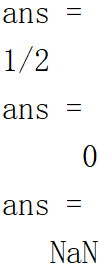 ans =
1/2
ans =
0
ans =
NaN